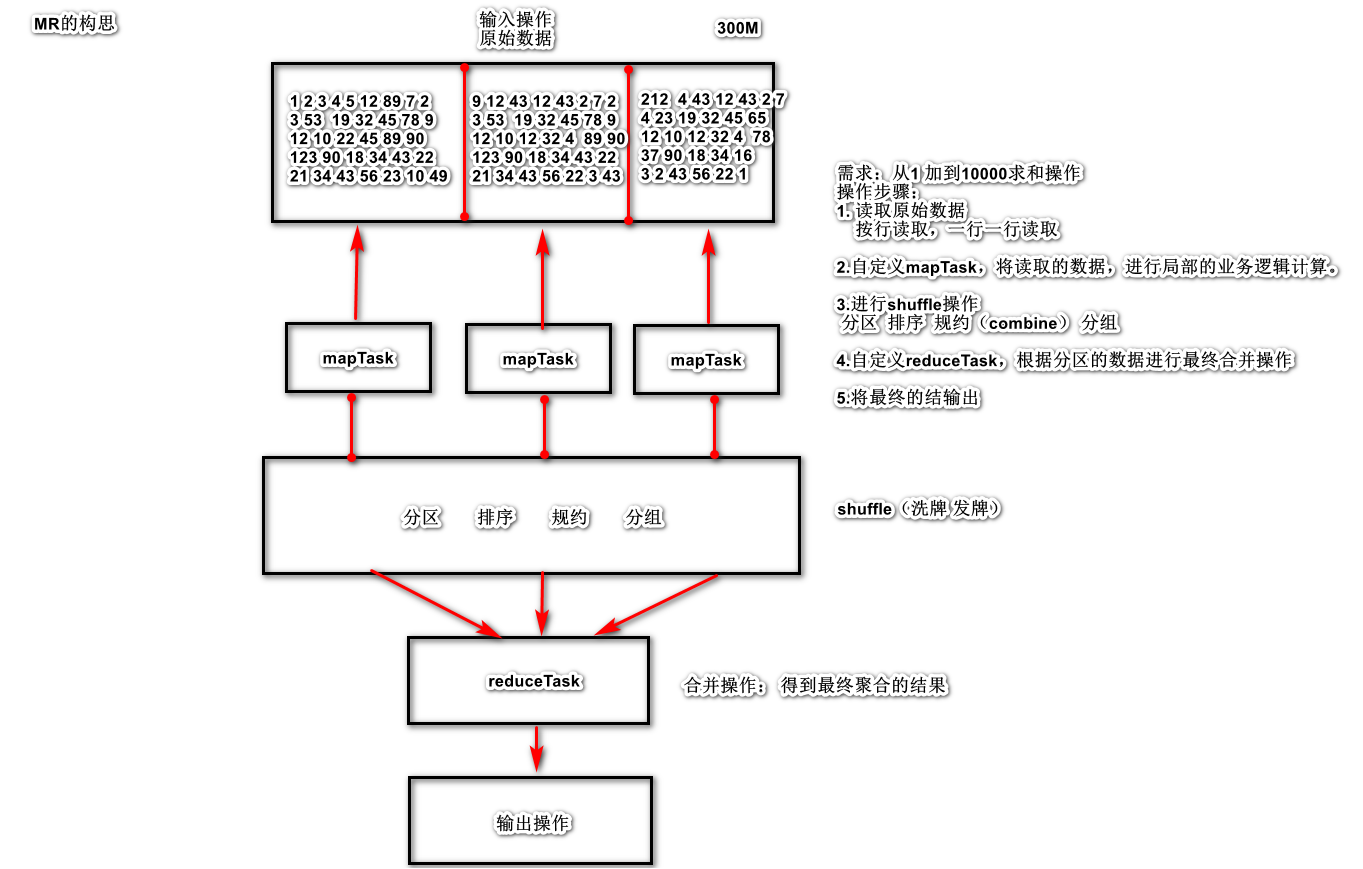 MR的构思
输入操作
原始数据
300M
1 2 3 4 5 12 89 7 2
3 53 19 32 45 78 9
12 10 22 45 89 90
123 90 18 34 43 22
21 34 43 56 23 10 49
9 12 43 12 43 2 7 2
3 53 19 32 45 78 9
12 10 12 32 4 89 90
123 90 18 34 43 22
21 34 43 56 22 3 43
212 4 43 12 43 2 7
4 23 19 32 45 65
12 10 12 32 4 78
37 90 18 34 16
3 2 43 56 22 1
需求：从1 加到10000求和操作
操作步骤：
1. 读取原始数据
按行读取，一行一行读取
2.自定义mapTask，将读取的数据，进行局部的业务逻辑计算。
3.进行shuffle操作
分区 排序 规约（combine） 分组
4.自定义reduceTask，根据分区的数据进行最终合并操作
5.将最终的结输出
mapTask
mapTask
mapTask
分区 排序 规约 分组
shuffle（洗牌 发牌）
reduceTask
合并操作： 得到最终聚合的结果
输出操作